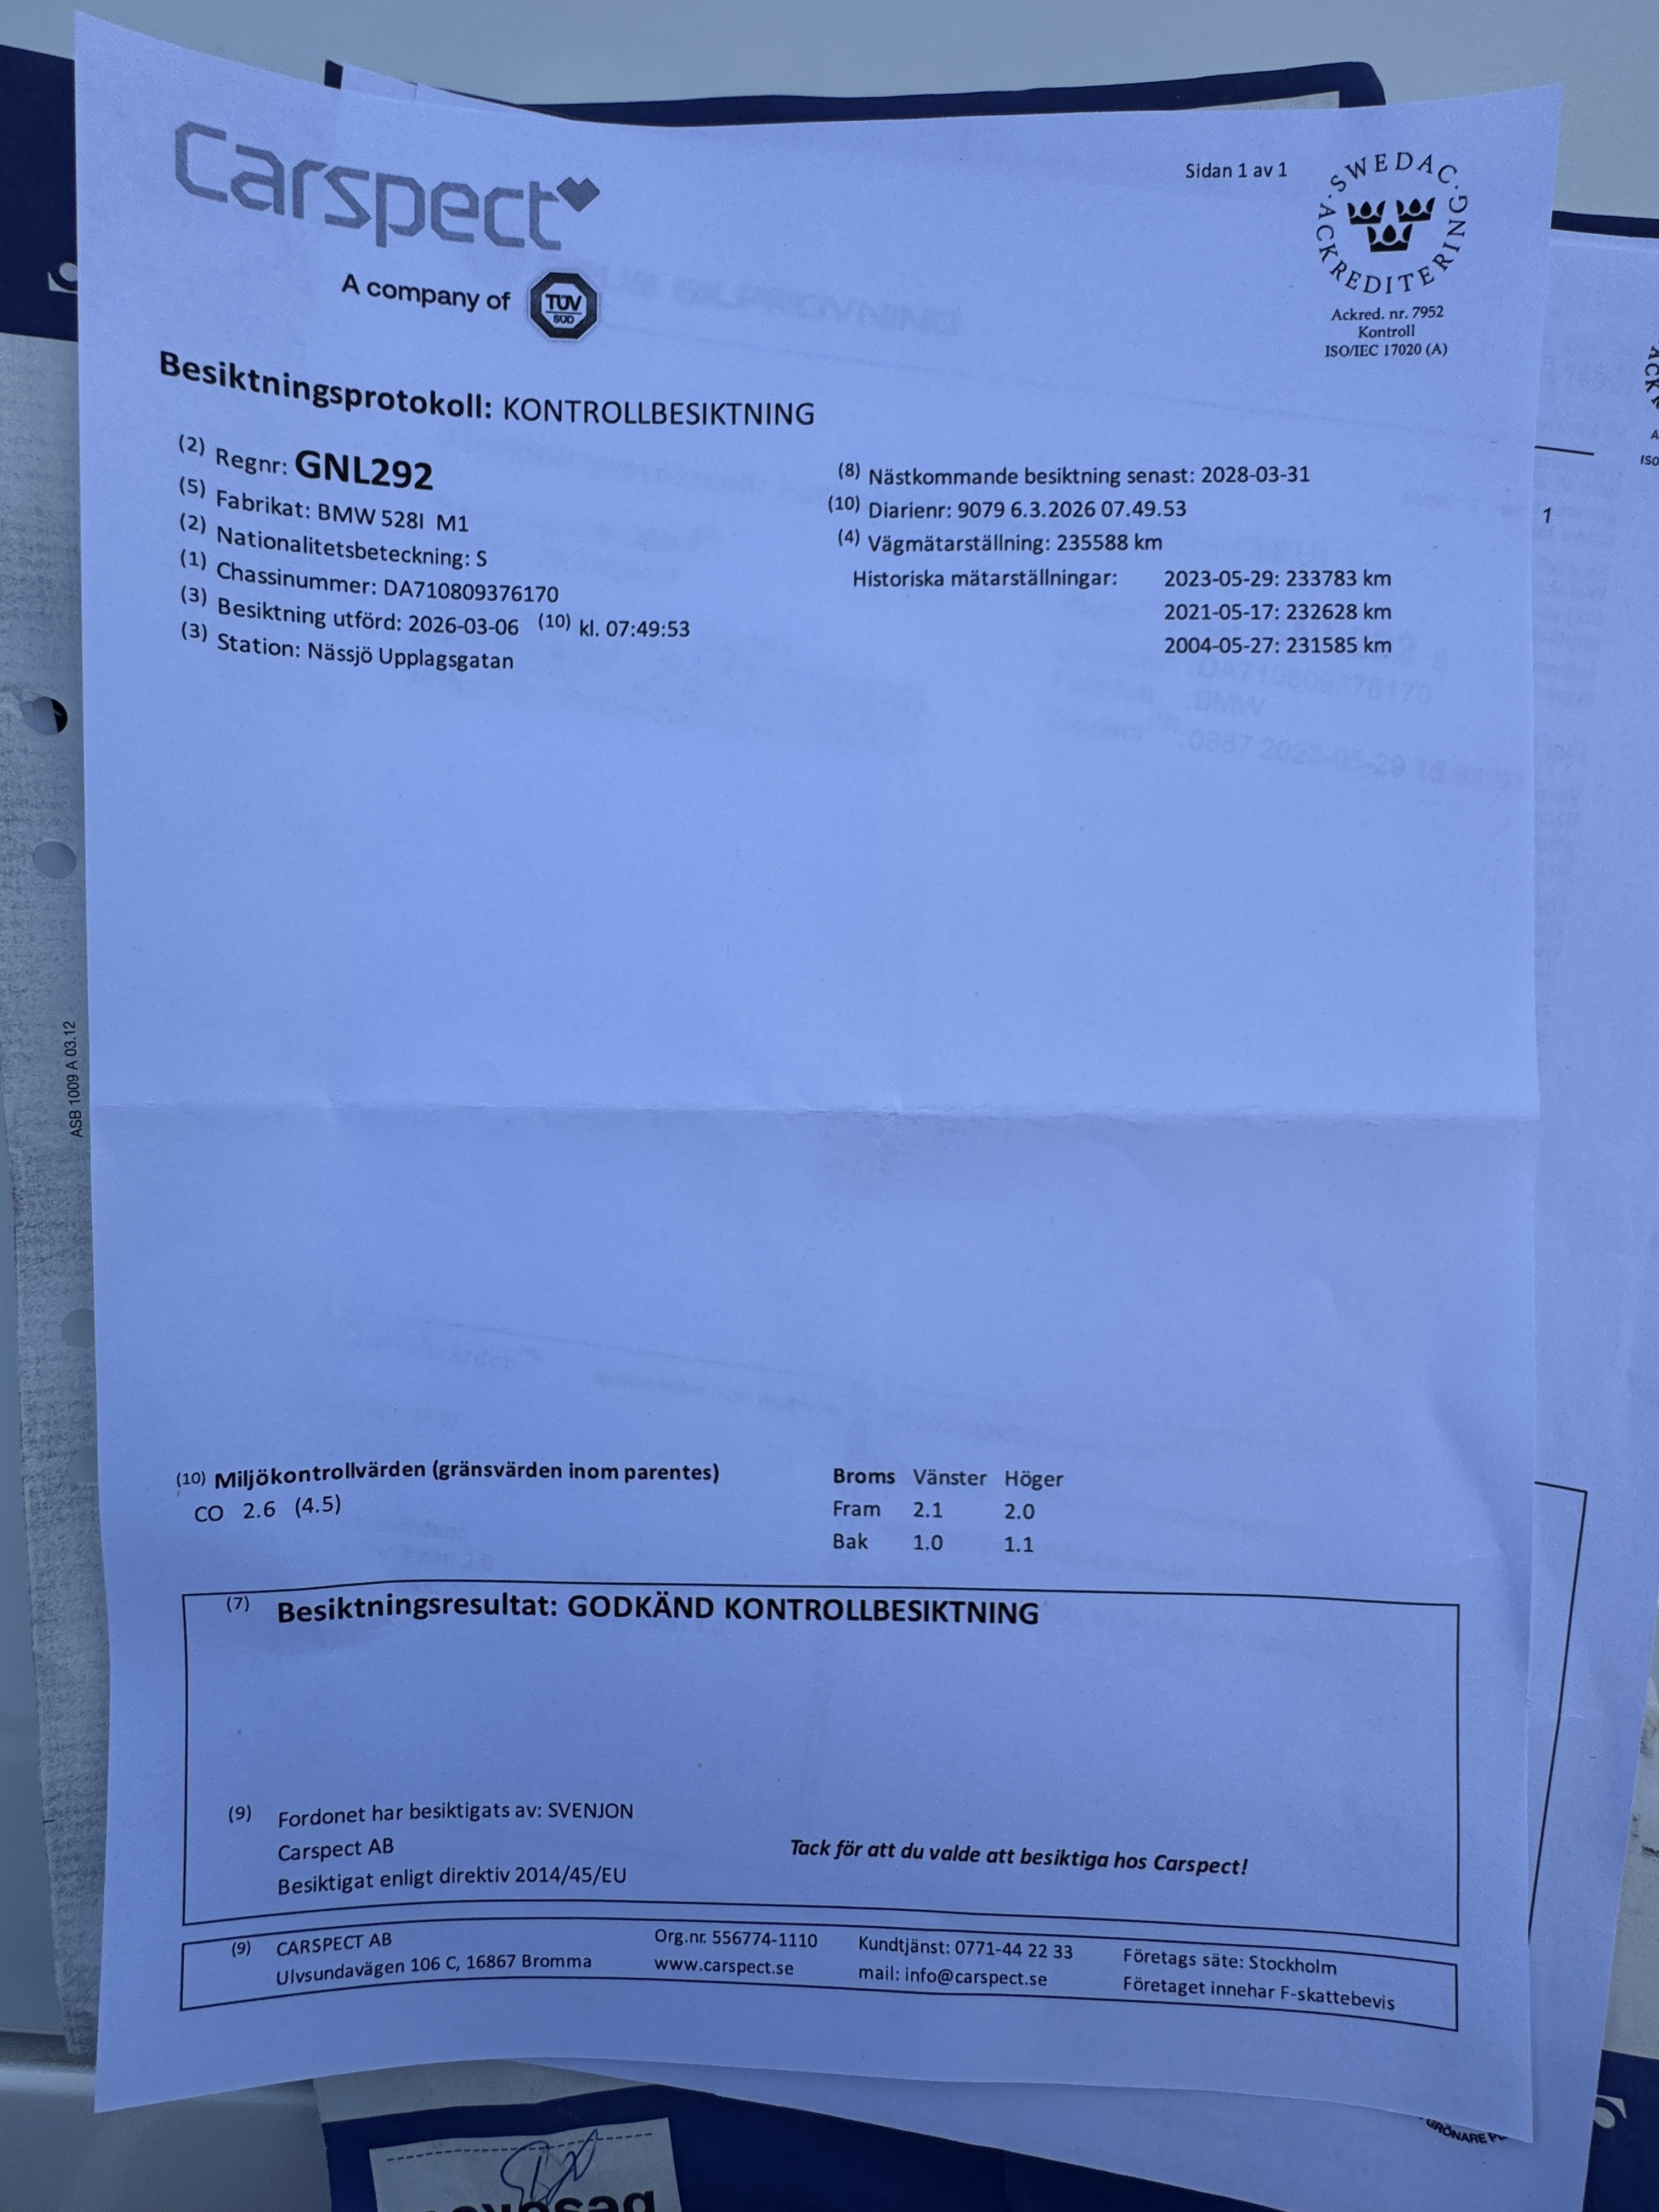 Carspect
A company of TÜV SÜD
Sidan 1 av 1
SWEDAC ACKREDITERING
Ackred. nr. 7952
Kontroll
ISO/IEC 17020 (A)
Besiktningsprotokoll: KONTROLLBESIKTNING
(2) Regnr: GNL292
(5) Fabrikat: BMW 528I M1
(2) Nationalitetsbeteckning: S
(1) Chassinummer: DA710809376170
(3) Besiktning utförd: 2026-03-06 (10) kl. 07:49:53
(3) Station: Nässjö Upplagsgatan
(8) Nästkommande besiktning senast: 2028-03-31
(10) Diarienr: 9079 6.3.2026 07.49.53
(4) Vägmätarställning: 235588 km
Historiska mätarställningar: 2023-05-29: 233783 km
2021-05-17: 232628 km
2004-05-27: 231585 km
1
ASB 1009 A 03.12
(10) Miljökontrollvärden (gränsvärden inom parentes)
CO 2.6 (4.5)
Broms Vänster Höger
Fram 2.1 2.0
Bak 1.0 1.1
(7) Besiktningsresultat: GODKÄND KONTROLLBESIKTNING
(9) Fordonet har besiktigats av: SVENJON
Carspect AB
Besiktigat enligt direktiv 2014/45/EU
Tack för att du valde att besiktiga hos Carspect!
(9) CARSPECT AB
Ulvsundavägen 106 C, 16867 Bromma
Org.nr. 556774-1110
www.carspect.se
Kundtjänst: 0771-44 22 33
mail: info@carspect.se
Företags säte: Stockholm
Företaget innehar F-skattebevis